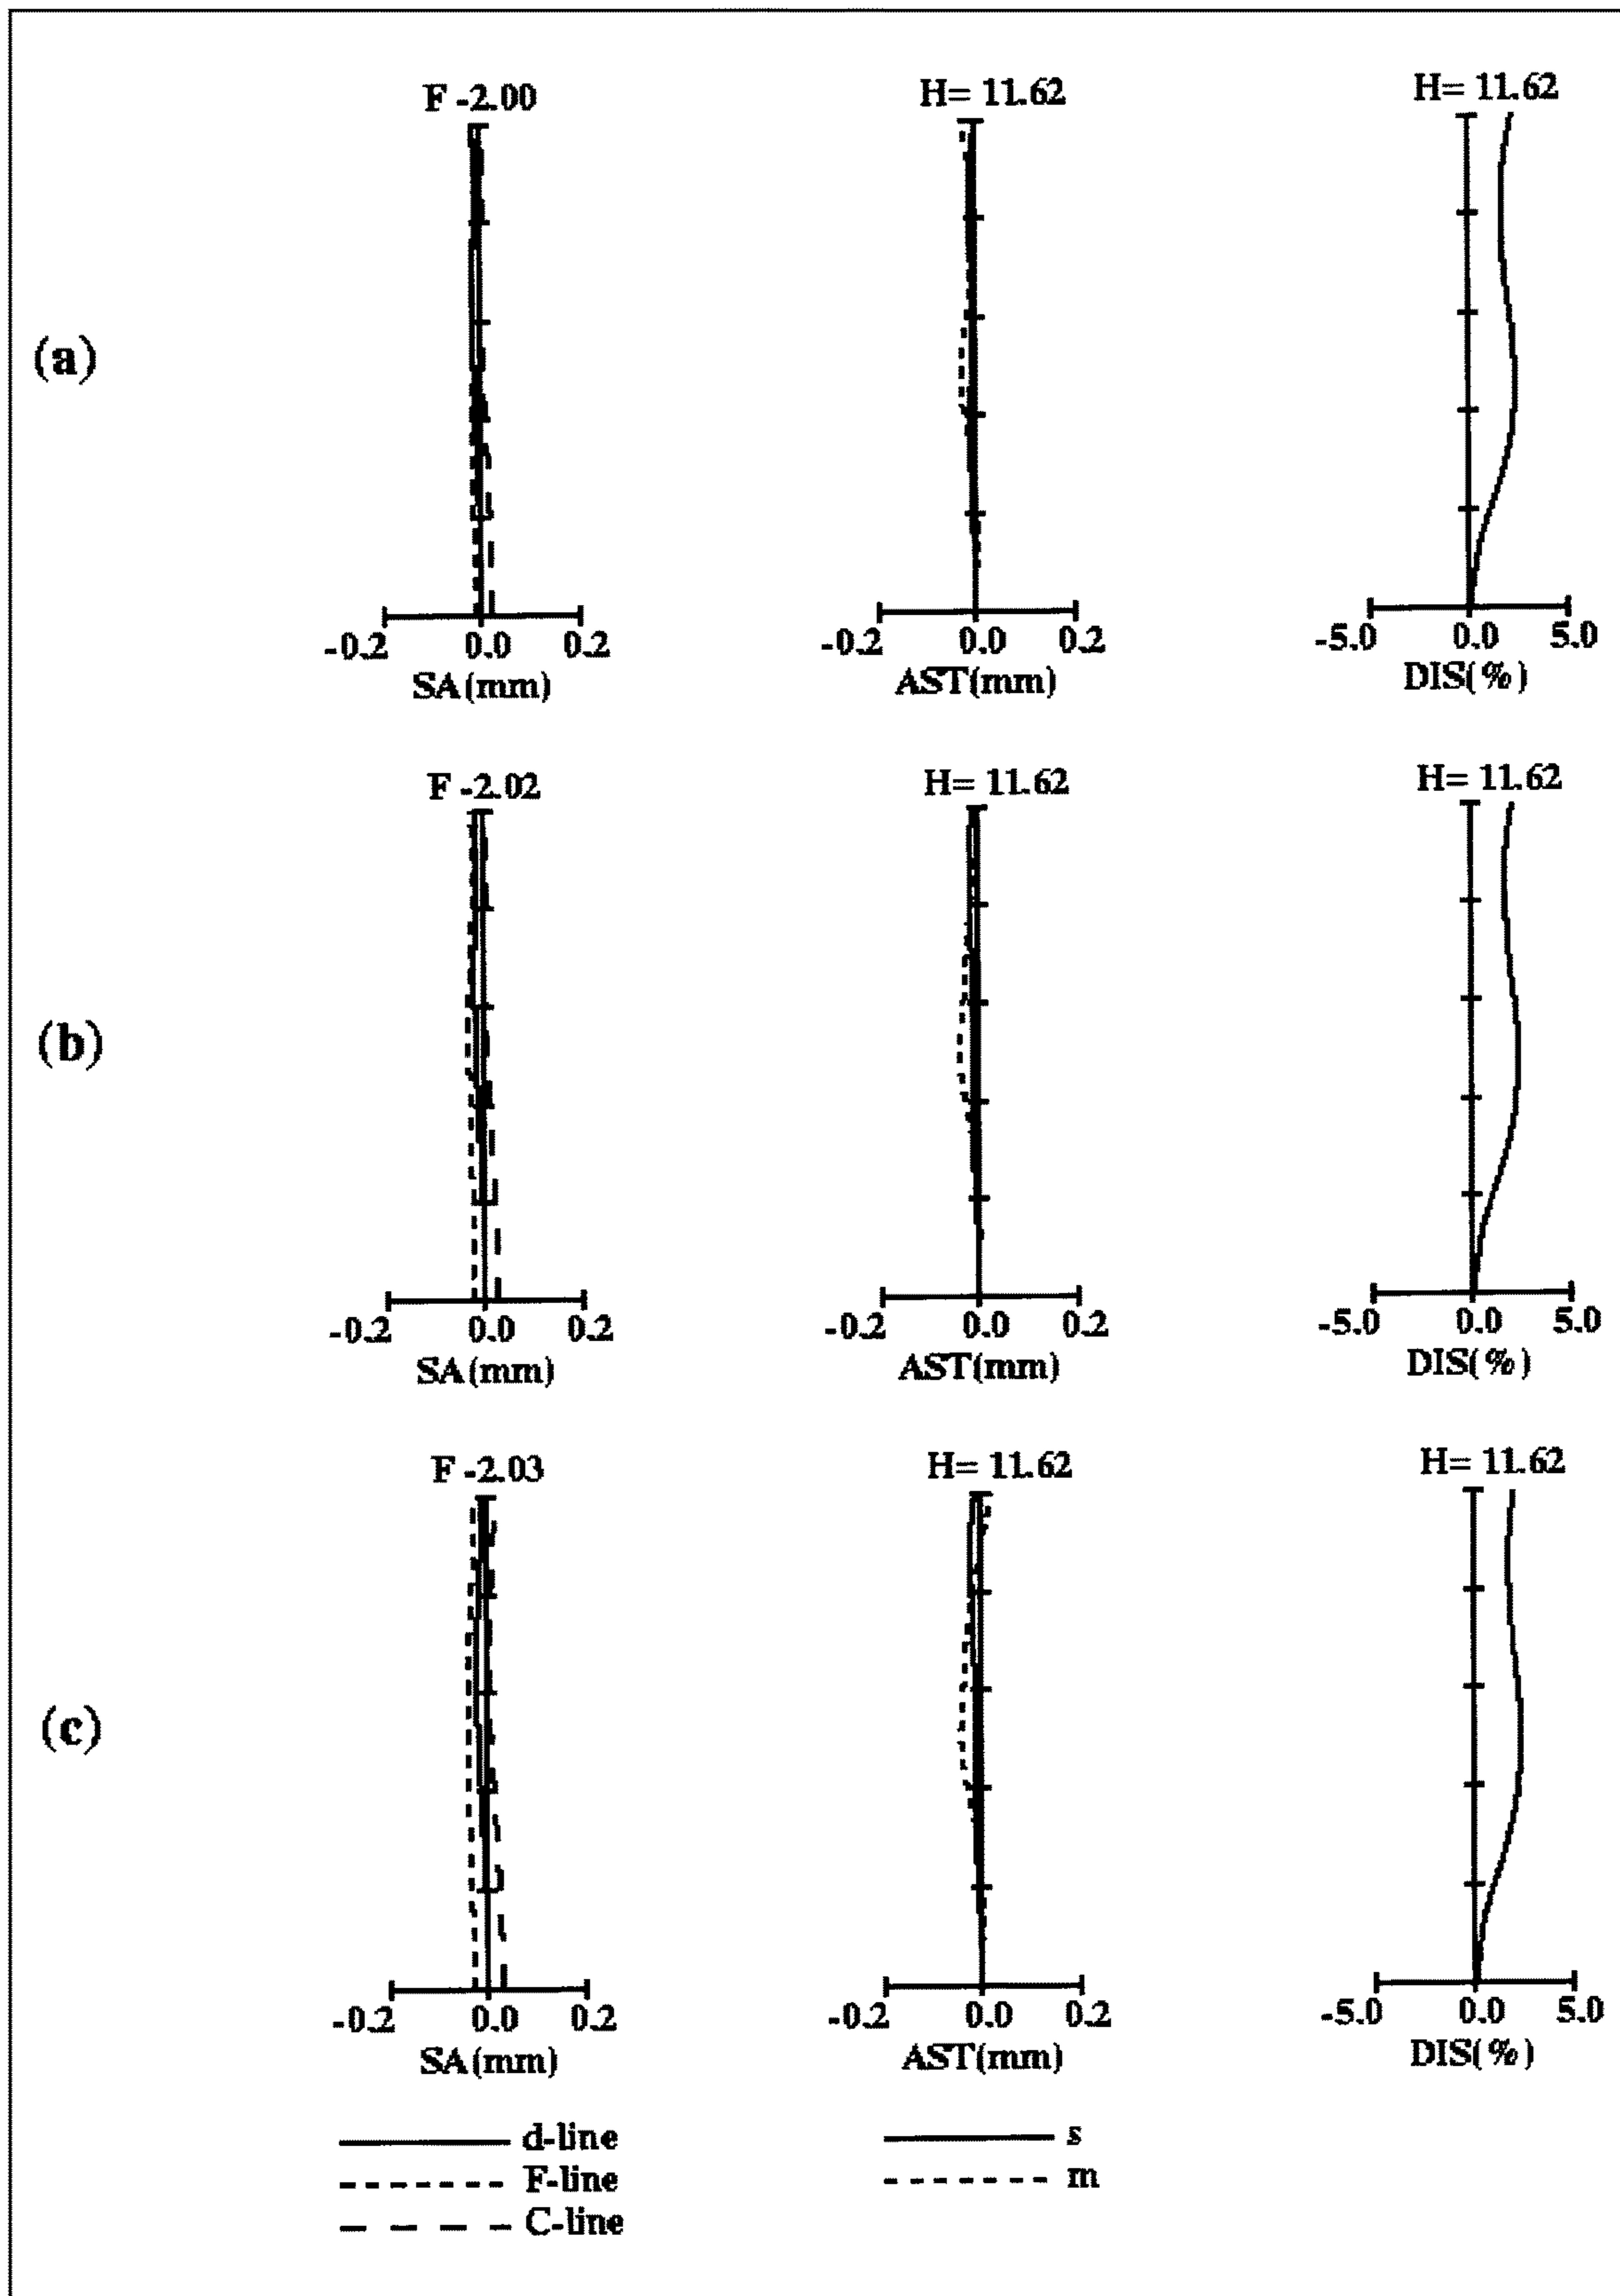 F -2.00
H= 11.62
H= 11.62
(a)
-0.2 0.0 0.2
SA(mm)
-0.2 0.0 0.2
AST(mm)
-5.0 0.0 5.0
DIS(%)
F -2.02
H= 11.62
H= 11.62
(b)
-0.2 0.0 0.2
SA(mm)
-0.2 0.0 0.2
AST(mm)
-5.0 0.0 5.0
DIS(%)
F -2.03
H= 11.62
H= 11.62
(c)
-0.2 0.0 0.2
SA(mm)
-0.2 0.0 0.2
AST(mm)
-5.0 0.0 5.0
DIS(%)
d-line
F-line
C-line
s
m